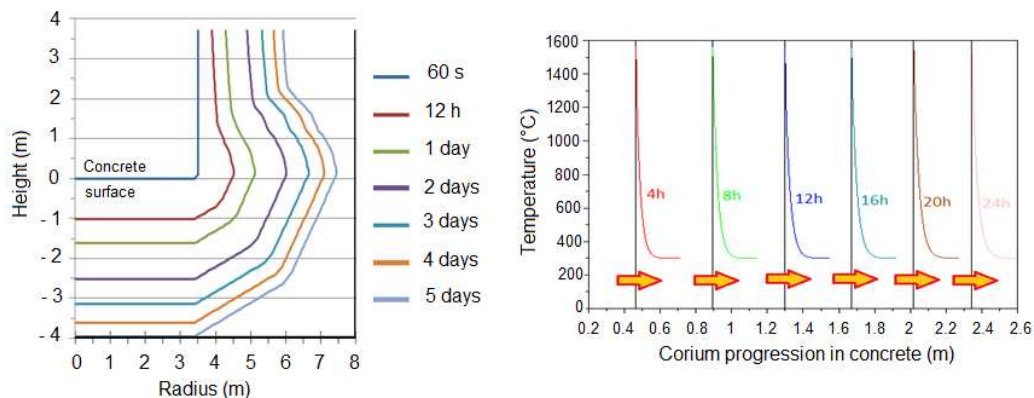 4
3
2
1
0
- 1
- 2
- 3
- 4
Height (m)
Concrete
surface
0 1 2 3 4 5 6 7 8
Radius (m)
60 s
12 h
1 day
2 days
3 days
4 days
5 days
1600
1400
1200
1000
800
600
400
200
0
Temperature (°C)
4h 8h 12h 16h 20h 24h
0.2 0.4 0.6 0.8 1 1.2 1.4 1.6 1.8 2 2.2 2.4 2.6
Corium progression in concrete (m)